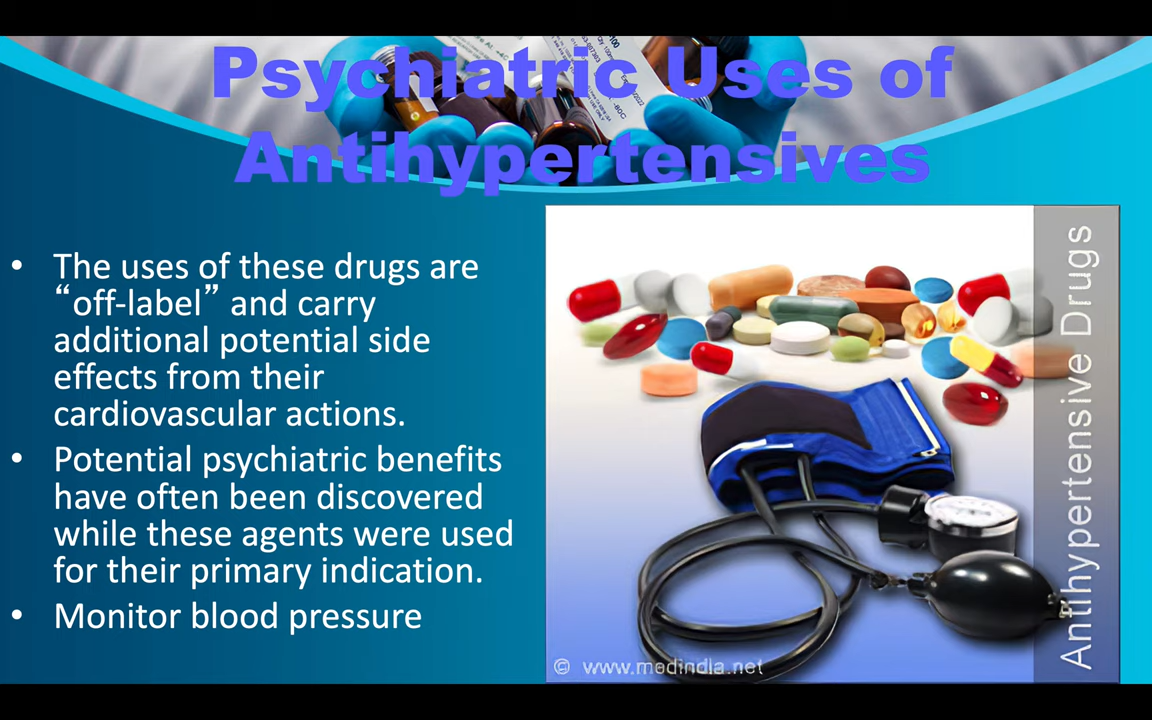 Psychiatric Uses of
Antihypertensives
• The uses of these drugs are
“off-label” and carry
additional potential side
effects from their
cardiovascular actions.
• Potential psychiatric benefits
have often been discovered
while these agents were used
for their primary indication.
• Monitor blood pressure
Antihypertensive Drugs
© www.medindia.net